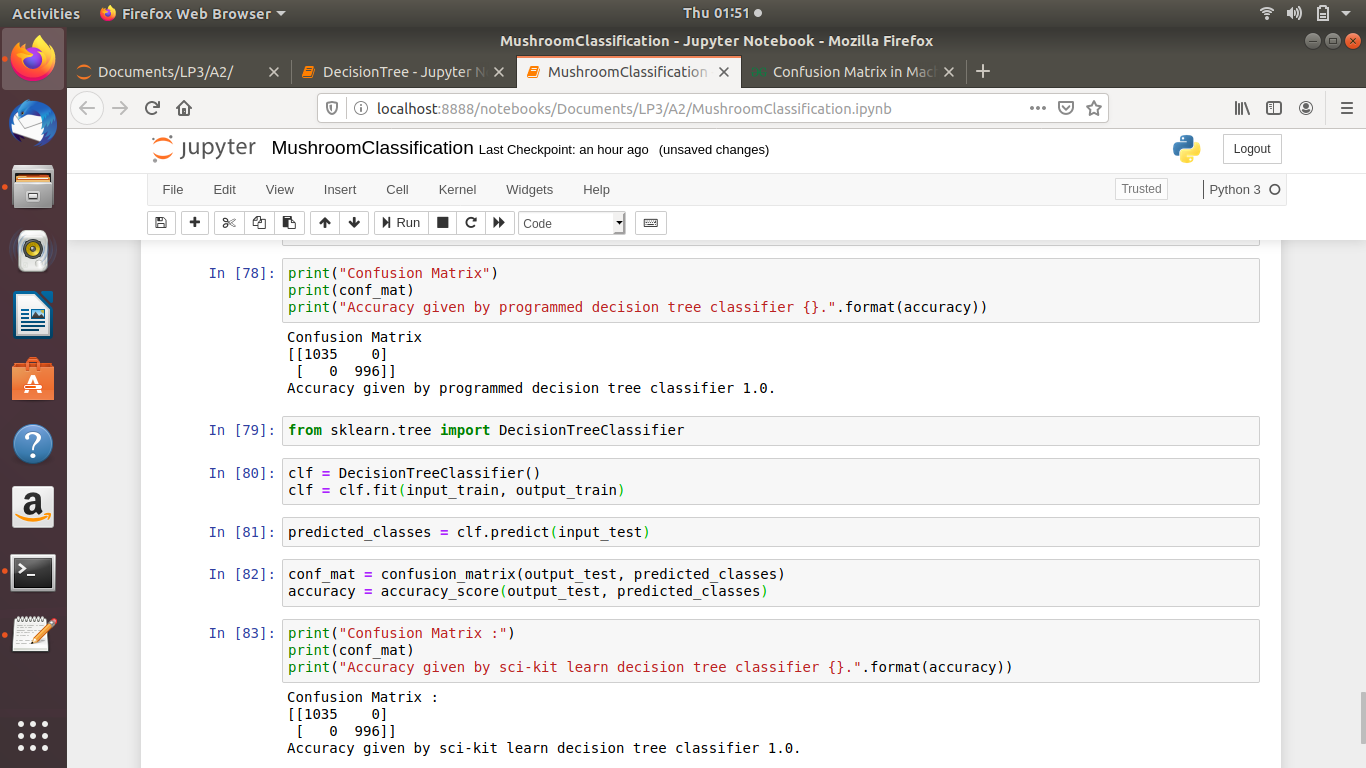 Activities Firefox Web Browser Thu 01:51
MushroomClassification - Jupyter Notebook - Mozilla Firefox
Documents/LP3/A2/ DecisionTree - Jupyter N MushroomClassification Confusion Matrix in Mac
localhost:8888/notebooks/Documents/LP3/A2/MushroomClassification.ipynb
jupyter MushroomClassification Last Checkpoint: an hour ago (unsaved changes) Logout
File Edit View Insert Cell Kernel Widgets Help Trusted Python 3
Run Code
In [78]: print("Confusion Matrix")
print(conf_mat)
print("Accuracy given by programmed decision tree classifier {}.".format(accuracy))
Confusion Matrix
[[1035    0]
 [   0  996]]
Accuracy given by programmed decision tree classifier 1.0.
In [79]: from sklearn.tree import DecisionTreeClassifier
In [80]: clf = DecisionTreeClassifier()
clf = clf.fit(input_train, output_train)
In [81]: predicted_classes = clf.predict(input_test)
In [82]: conf_mat = confusion_matrix(output_test, predicted_classes)
accuracy = accuracy_score(output_test, predicted_classes)
In [83]: print("Confusion Matrix :")
print(conf_mat)
print("Accuracy given by sci-kit learn decision tree classifier {}.".format(accuracy))
Confusion Matrix :
[[1035    0]
 [   0  996]]
Accuracy given by sci-kit learn decision tree classifier 1.0.